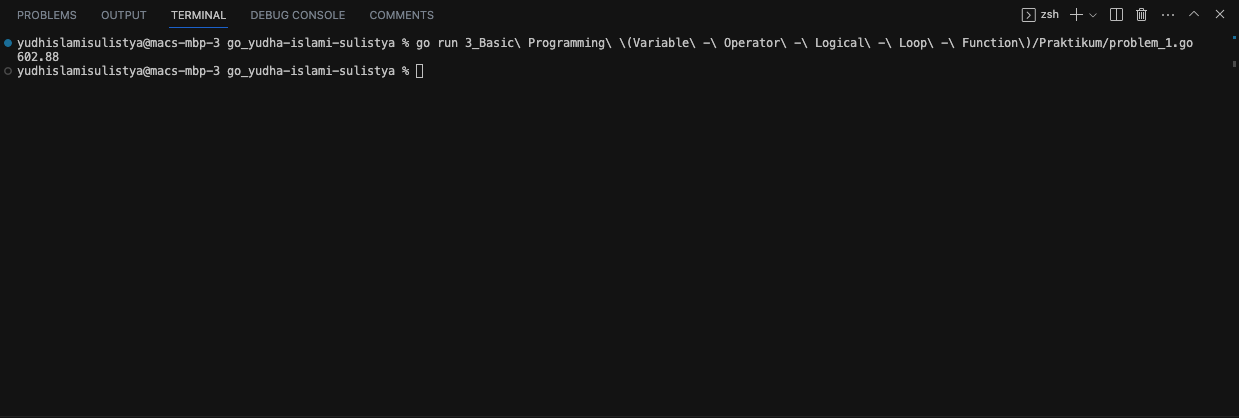 PROBLEMS OUTPUT TERMINAL DEBUG CONSOLE COMMENTS zsh
yudhislamisulistya@macs-mbp-3 go_yudha-islami-sulistya % go run 3_Basic\ Programming\ \(Variable\ -\ Operator\ -\ Logical\ -\ Loop\ -\ Function\)/Praktikum/problem_1.go
602.88
yudhislamisulistya@macs-mbp-3 go_yudha-islami-sulistya %